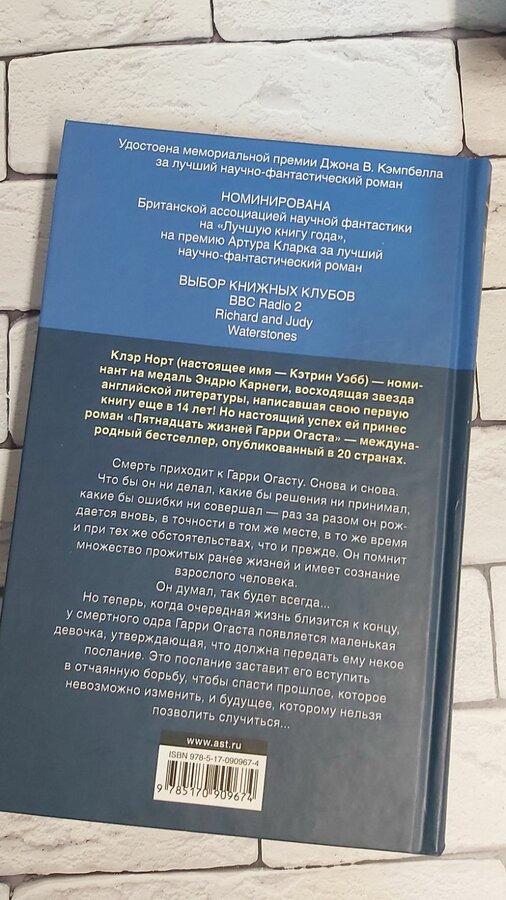 Удостоена мемориальной премии Джона В. Кэмпбелла
за лучший научно-фантастический роман
НОМИНИРОВАНА
Британской ассоциацией научной фантастики
на «Лучшую книгу года»,
на премию Артура Кларка за лучший
научно-фантастический роман
ВЫБОР КНИЖНЫХ КЛУБОВ
BBC Radio 2
Richard and Judy
Waterstones
Клэр Норт (настоящее имя — Кэтрин Уэбб) — номи-
нант на медаль Эндрю Карнеги, восходящая звезда
английской литературы, написавшая свою первую
книгу еще в 14 лет! Но настоящий успех ей принес
роман «Пятнадцать жизней Гарри Огаста» — междуна-
родный бестселлер, опубликованный в 20 странах.
Смерть приходит к Гарри Огасту. Снова и снова.
Что бы он ни делал, какие бы решения ни принимал,
какие бы ошибки ни совершал — раз за разом он рож-
дается вновь, в точности в том же месте, в то же время
и при тех же обстоятельствах, что и прежде. Он помнит
множество прожитых ранее жизней и имеет сознание
взрослого человека.
Он думал, так будет всегда...
Но теперь, когда очередная жизнь близится к концу,
у смертного одра Гарри Огаста появляется маленькая
девочка, утверждающая, что должна передать ему некое
послание. Это послание заставит его вступить
в отчаянную борьбу, чтобы спасти прошлое, которое
невозможно изменить, и будущее, которому нельзя
позволить случиться...
www.ast.ru
ISBN 978-5-17-090967-4
9 785170 909674